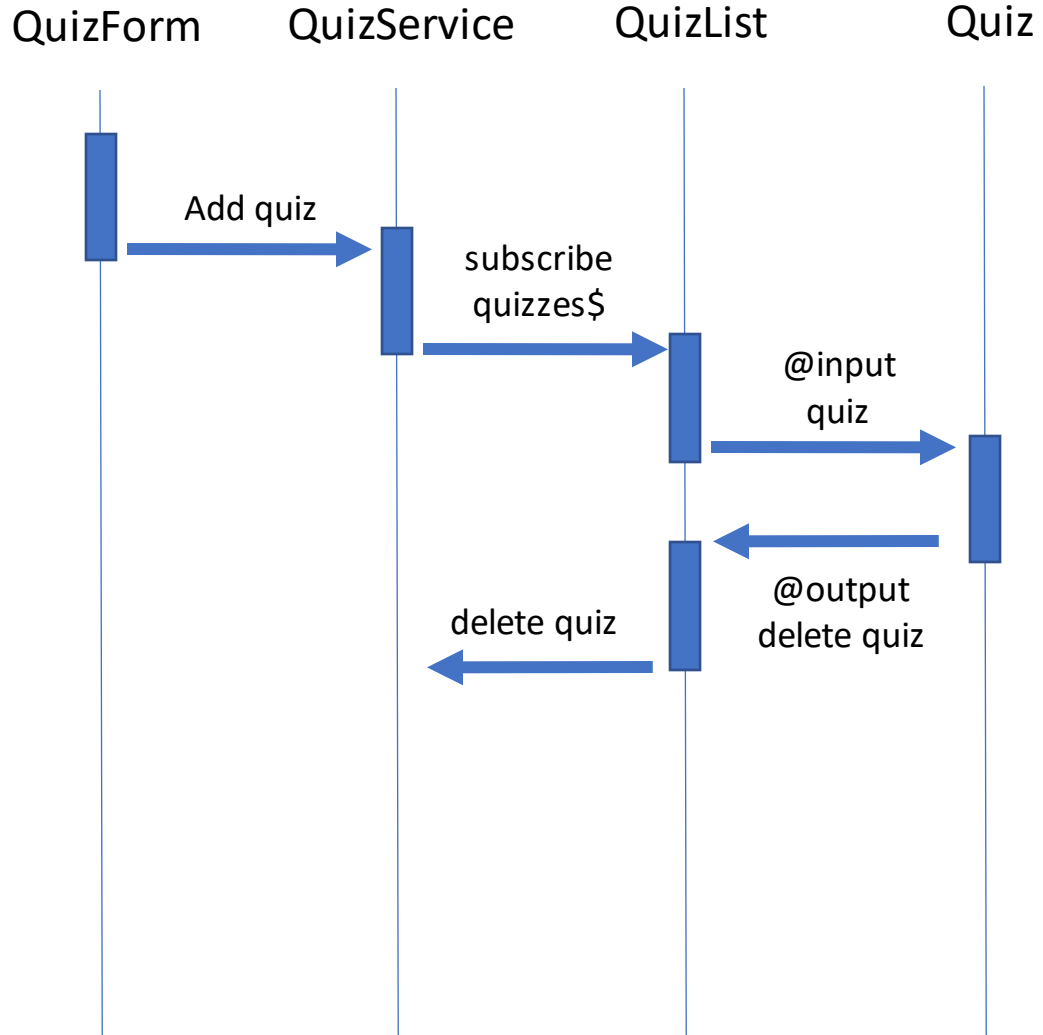 QuizForm
QuizService
QuizList
Quiz
Add quiz
subscribe
quizzes$
@input
quiz
@output
delete quiz
delete quiz